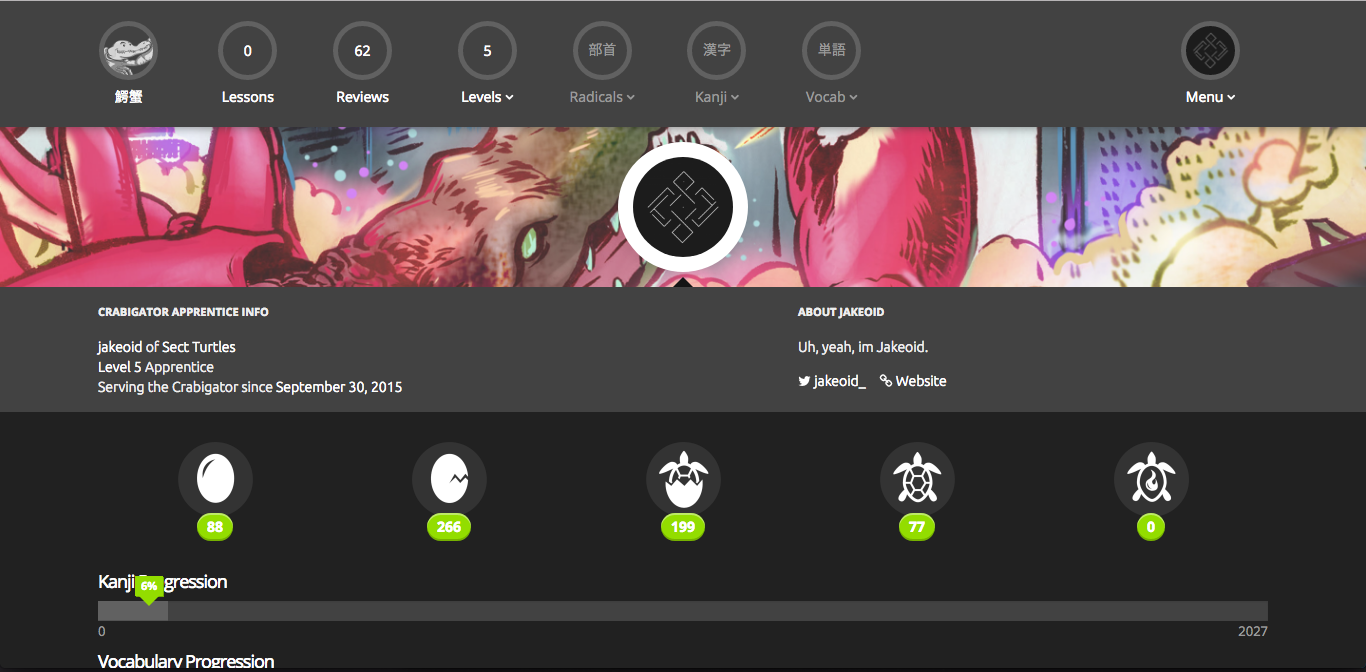 0
62
5
部首
漢字
単語
鰐蟹
Lessons
Reviews
Levels
Radicals
Kanji
Vocab
Menu
CRABIGATOR APPRENTICE INFO
jakeoid of Sect Turtles
Level 5 Apprentice
Serving the Crabigator since September 30, 2015
ABOUT JAKEOID
Uh, yeah, im Jakeoid.
jakeoid_ Website
88
266
199
77
0
Kanji Progression
6%
0
2027
Vocabulary Progression